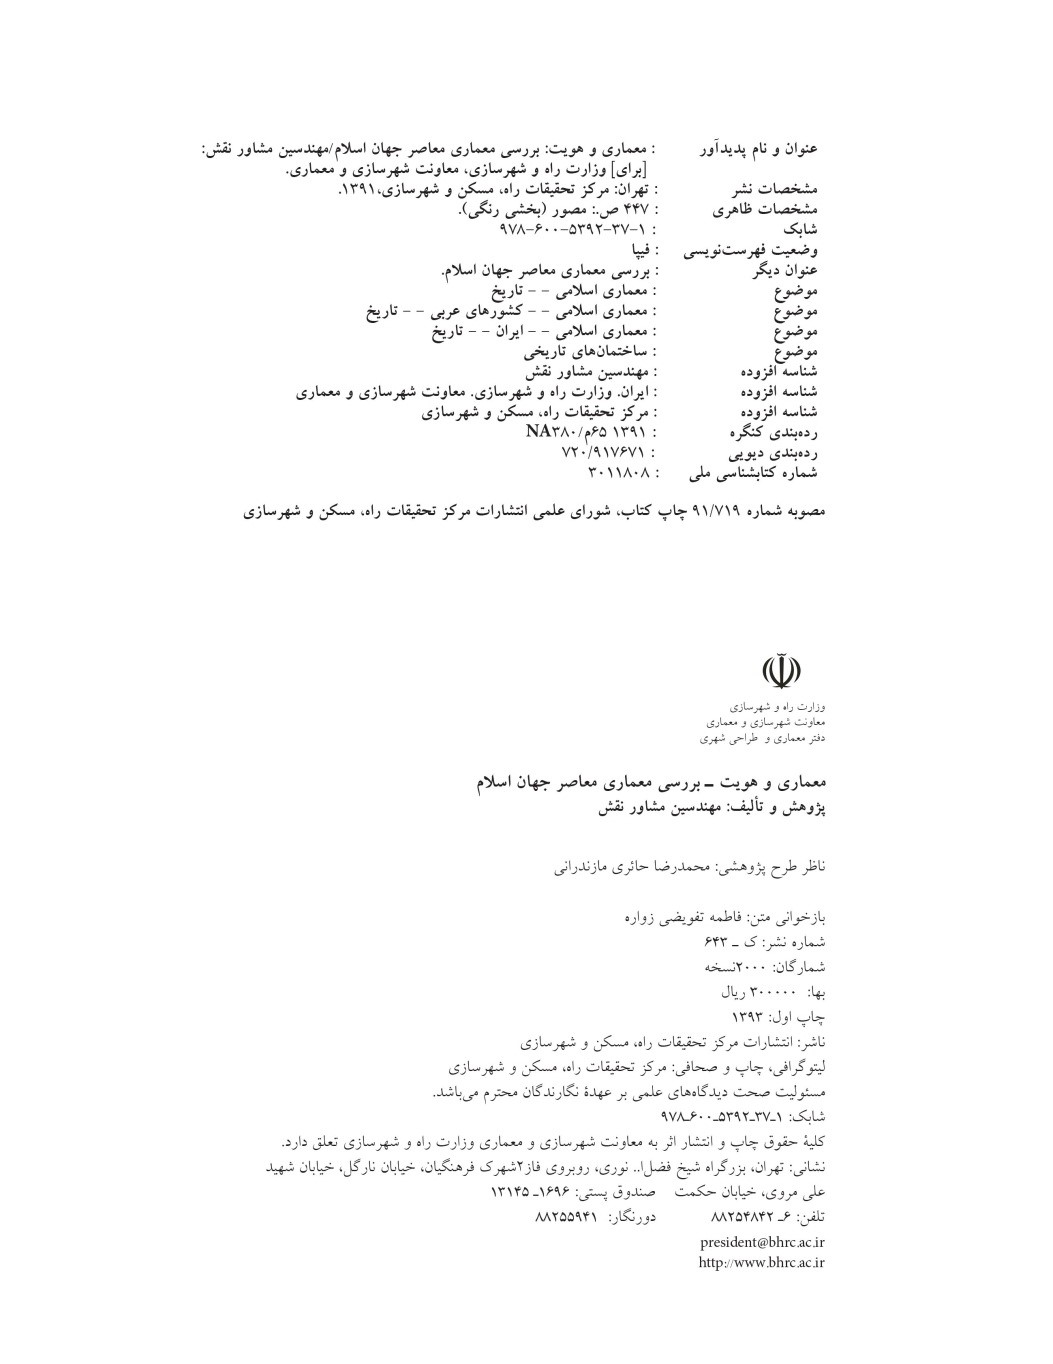 عنوان و نام پدیدآور : معماری و هویت: بررسی معماری معاصر جهان اسلام/مهندسین مشاور نقش:
[برای] وزارت راه و شهرسازی، معاونت شهرسازی و معماری.
مشخصات نشر : تهران: مرکز تحقیقات راه، مسکن و شهرسازی،۱۳۹۱.
مشخصات ظاهری : ۴۴۷ ص.: مصور (بخشی رنگی).
شابک : ۹۷۸-۶۰۰-۵۳۹۲-۳۷-۱
وضعیت فهرست‌نویسی : فیپا
عنوان دیگر : بررسی معماری معاصر جهان اسلام.
موضوع : معماری اسلامی -- تاریخ
موضوع : معماری اسلامی -- کشورهای عربی -- تاریخ
موضوع : معماری اسلامی -- ایران -- تاریخ
موضوع : ساختمان‌های تاریخی
شناسه افزوده : مهندسین مشاور نقش
شناسه افزوده : ایران. وزارت راه و شهرسازی. معاونت شهرسازی و معماری
شناسه افزوده : مرکز تحقیقات راه، مسکن و شهرسازی
رده‌بندی کنگره : ۱۳۹۱ ۶۵م/NA۳۸۰
رده‌بندی دیویی : ۷۲۰/۹۱۷۶۷۱
شماره کتابشناسی ملی : ۳۰۱۱۸۰۸
مصوبه شماره ۹۱/۷۱۹ چاپ کتاب، شورای علمی انتشارات مرکز تحقیقات راه، مسکن و شهرسازی
وزارت راه و شهرسازی
معاونت شهرسازی و معماری
دفتر معماری و طراحی شهری
معماری و هویت ـ بررسی معماری معاصر جهان اسلام
پژوهش و تألیف: مهندسین مشاور نقش
ناظر طرح پژوهشی: محمدرضا حائری مازندرانی
بازخوانی متن: فاطمه تفویضی زواره
شماره نشر: ک ـ ۶۴۳
شمارگان: ۲۰۰۰نسخه
بها: ۳۰۰۰۰۰ ریال
چاپ اول: ۱۳۹۳
ناشر: انتشارات مرکز تحقیقات راه، مسکن و شهرسازی
لیتوگرافی، چاپ و صحافی: مرکز تحقیقات راه، مسکن و شهرسازی
مسئولیت صحت دیدگاه‌های علمی بر عهدهٔ نگارندگان محترم می‌باشد.
شابک: ۱ـ۳۷ـ۵۳۹۲ـ۶۰۰ـ۹۷۸
کلیهٔ حقوق چاپ و انتشار اثر به معاونت شهرسازی و معماری وزارت راه و شهرسازی تعلق دارد.
نشانی: تهران، بزرگراه شیخ فضل‌ا.. نوری، روبروی فاز۲شهرک فرهنگیان، خیابان نارگل، خیابان شهید
علی مروی، خیابان حکمت صندوق پستی: ۱۶۹۶ـ ۱۳۱۴۵
تلفن: ۶ـ ۸۸۲۵۴۸۴۲ دورنگار: ۸۸۲۵۵۹۴۱
president@bhrc.ac.ir
http://www.bhrc.ac.ir